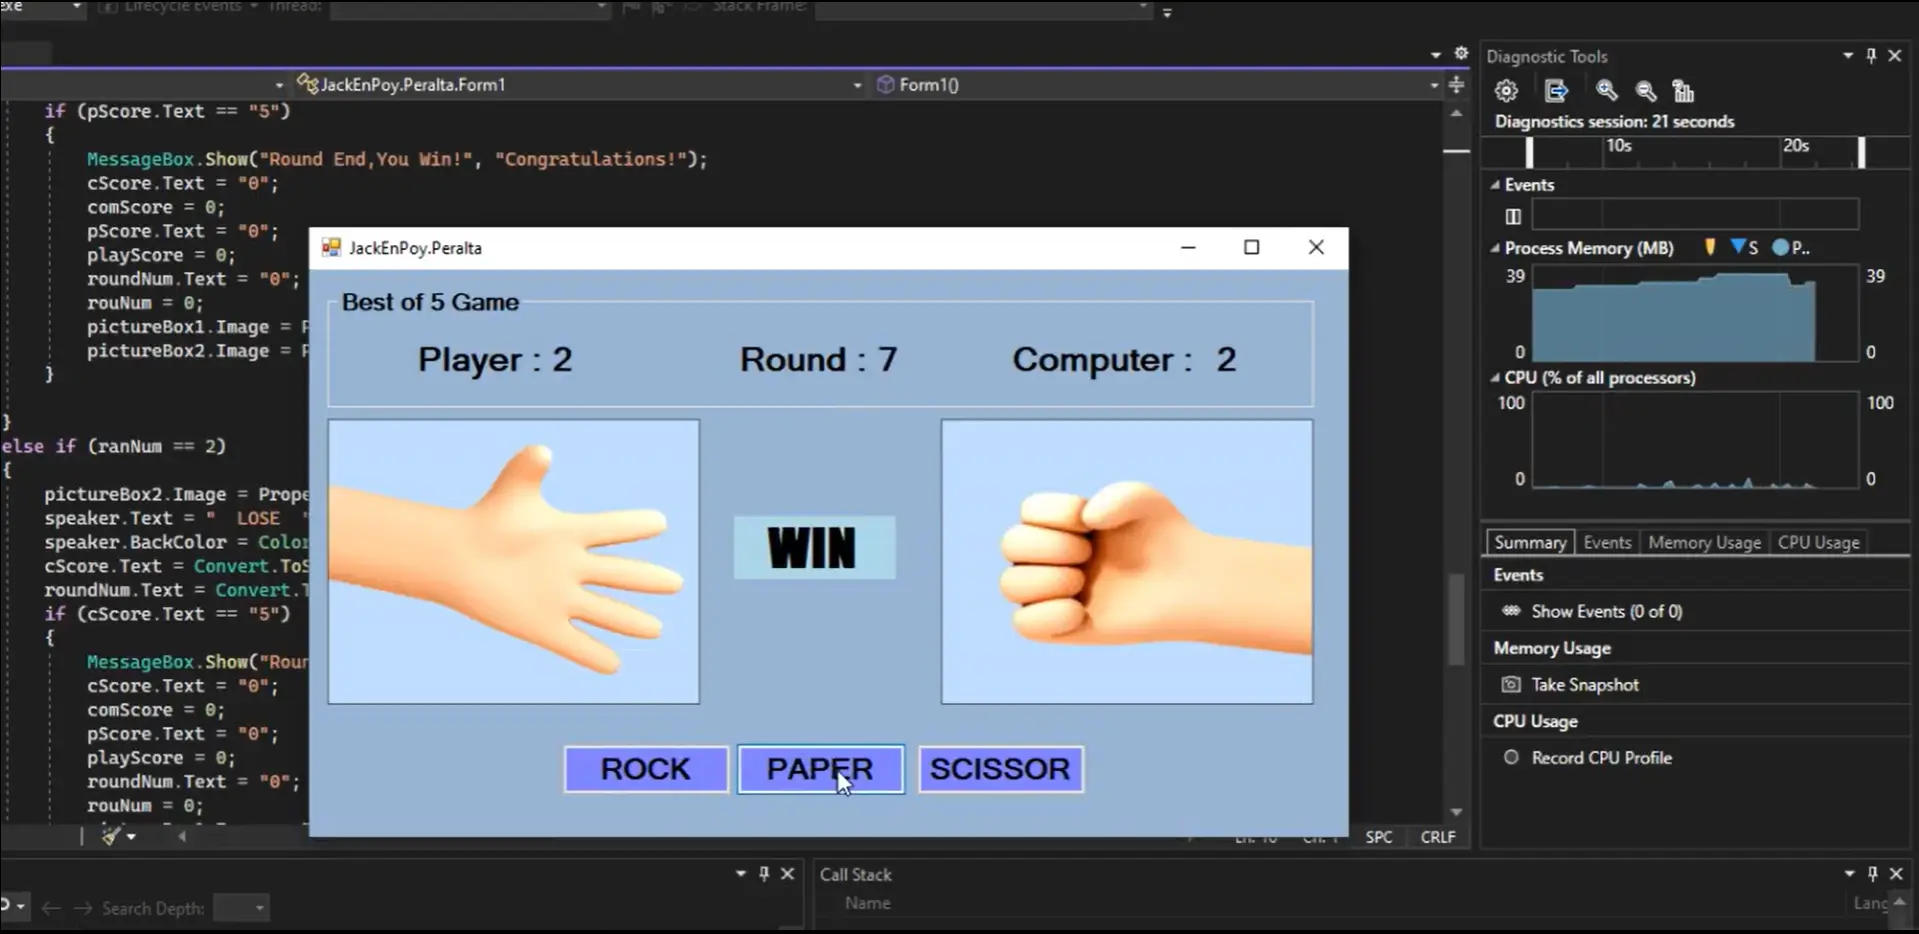 exe
Lifecycle Events
Thread:
Stack Frame:
JackEnPoy.Peralta.Form1
Form1()
if (pScore.Text == "5")
{
MessageBox.Show("Round End,You Win!", "Congratulations!");
cScore.Text = "0";
comScore = 0;
pScore.Text = "0";
playScore = 0;
roundNum.Text = "0";
rouNum = 0;
pictureBox1.Image =
pictureBox2.Image =
}
}
else if (ranNum == 2)
{
pictureBox2.Image = Prope
speaker.Text = "  LOSE  "
speaker.BackColor = Color
cScore.Text = Convert.ToS
roundNum.Text = Convert.T
if (cScore.Text == "5")
{
MessageBox.Show("Roun
cScore.Text = "0";
comScore = 0;
pScore.Text = "0";
playScore = 0;
roundNum.Text = "0";
rouNum = 0;
JackEnPoy.Peralta
Best of 5 Game
Player : 2
Round : 7
Computer : 2
WIN
ROCK
PAPER
SCISSOR
SPC
CRLF
Diagnostic Tools
Diagnostics session: 21 seconds
10s
20s
Events
Process Memory (MB)
S
P..
39
39
0
0
CPU (% of all processors)
100
100
0
0
Summary
Events
Memory Usage
CPU Usage
Events
Show Events (0 of 0)
Memory Usage
Take Snapshot
CPU Usage
Record CPU Profile
Search Depth:
Call Stack
Name
Lang